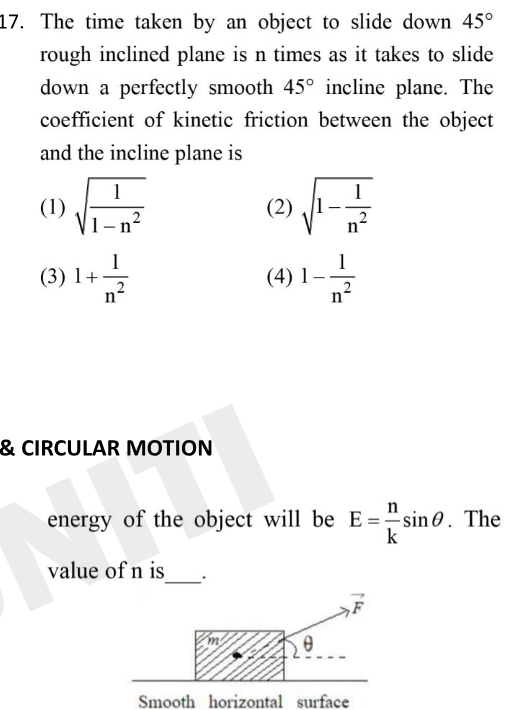 17. The time taken by an object to slide down 45°
rough inclined plane is n times as it takes to slide
down a perfectly smooth 45° incline plane. The
coefficient of kinetic friction between the object
and the incline plane is
(1) √(1/(1 − n²)) (2) √(1 − 1/n²)
(3) 1 + 1/n² (4) 1 − 1/n²
& CIRCULAR MOTION
energy of the object will be E = n/k sin θ. The
value of n is___.
F⃗
m
θ
Smooth horizontal surface